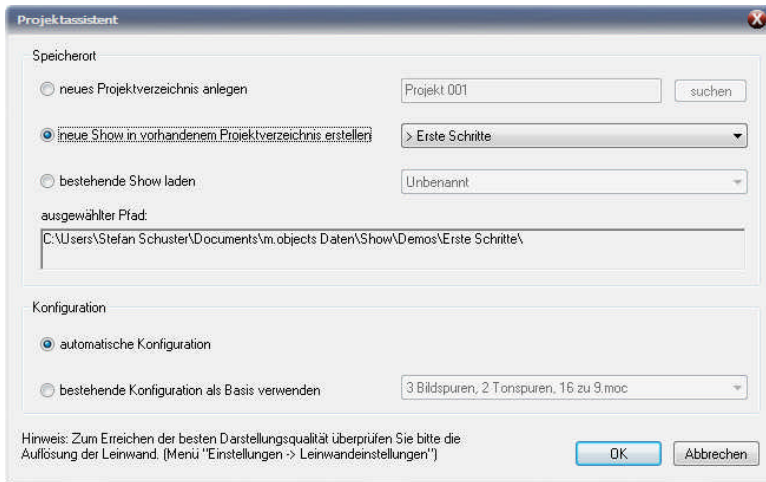 Projektassistent
Speicherort
neues Projektverzeichnis anlegen
Projekt 001
suchen
neue Show in vorhandenem Projektverzeichnis erstellen
> Erste Schritte
bestehende Show laden
Unbenannt
ausgewählter Pfad:
C:\Users\Stefan Schuster\Documents\m.objects Daten\Show\Demos\Erste Schritte\
Konfiguration
automatische Konfiguration
bestehende Konfiguration als Basis verwenden
3 Bildspuren, 2 Tonspuren, 16 zu 9.moc
Hinweis: Zum Erreichen der besten Darstellungsqualität überprüfen Sie bitte die
Auflösung der Leinwand. (Menü "Einstellungen -> Leinwandeinstellungen")
OK
Abbrechen